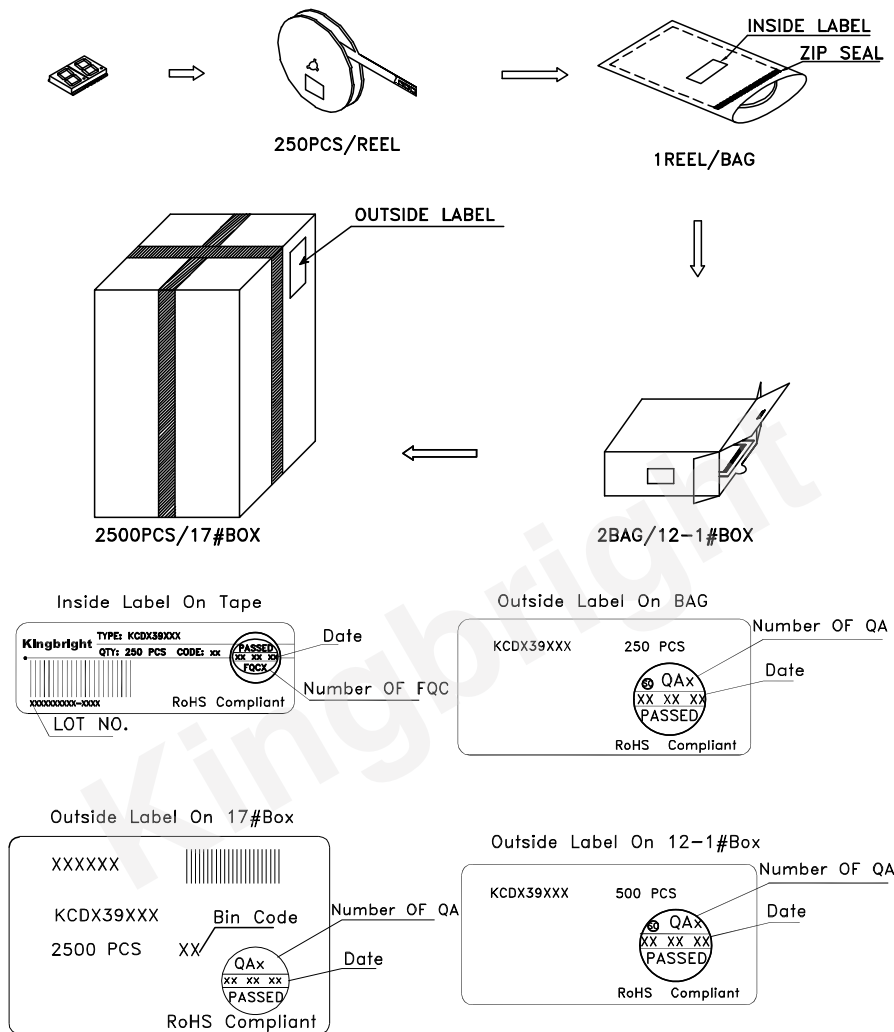 INSIDE LABEL
ZIP SEAL
250PCS/REEL
1REEL/BAG
OUTSIDE LABEL
2500PCS/17#BOX
2BAG/12-1#BOX
Inside Label On Tape
Kingbright
TYPE: KCDX39XXX
QTY: 250 PCS CODE: xx
PASSED
XX XX XX
FQCX
Date
Number OF FQC
XXXXXXXXXX-XXXX
RoHS Compliant
LOT NO.
Outside Label On BAG
KCDX39XXX 250 PCS
QAx
XX XX XX
PASSED
RoHS Compliant
Number OF QA
Date
Outside Label On 17#Box
XXXXXX
KCDX39XXX
Bin Code
2500 PCS XX
QAx
XX XX XX
PASSED
RoHS Compliant
Number OF QA
Date
Outside Label On 12-1#Box
KCDX39XXX 500 PCS
QAx
XX XX XX
PASSED
RoHS Compliant
Number OF QA
Date
Kingbright